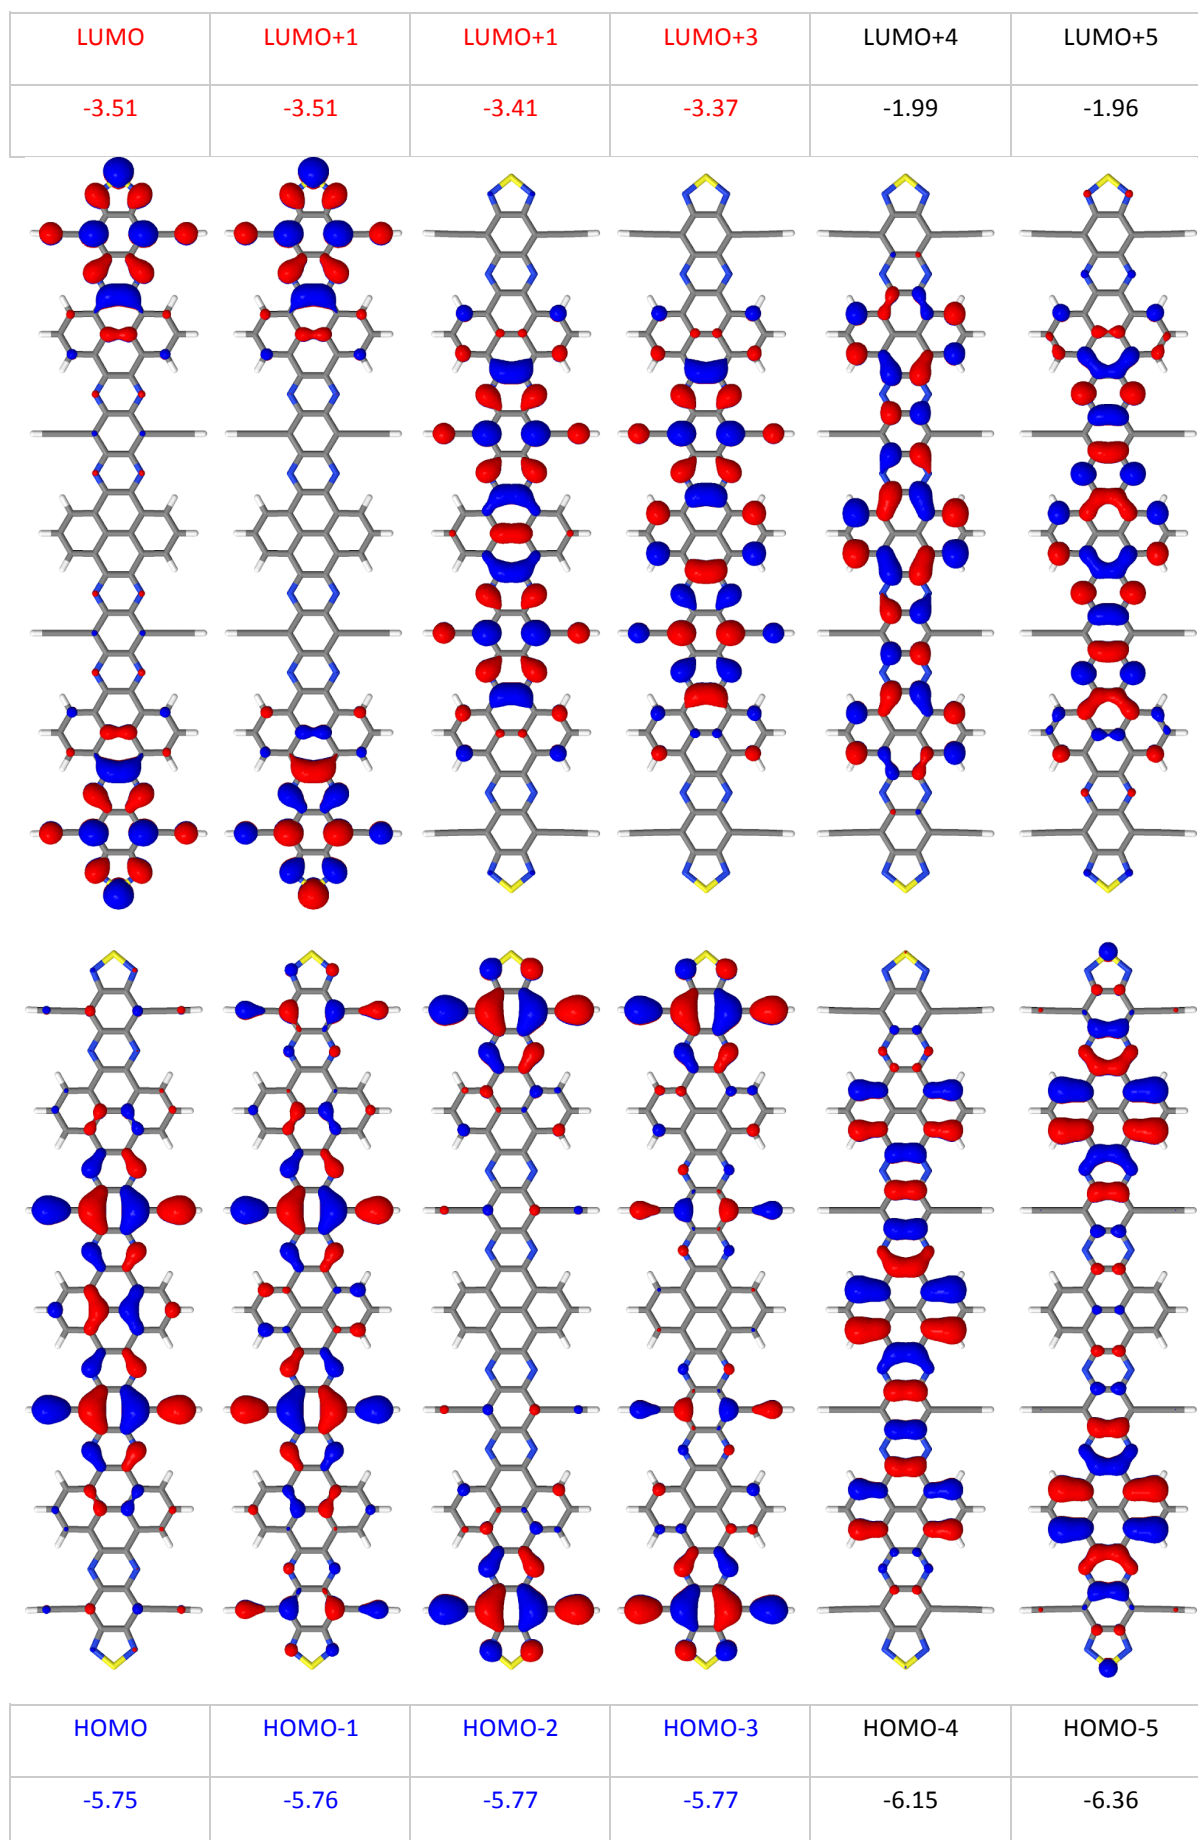 LUMO LUMO+1 LUMO+1 LUMO+3 LUMO+4 LUMO+5
-3.51 -3.51 -3.41 -3.37 -1.99 -1.96
HOMO HOMO-1 HOMO-2 HOMO-3 HOMO-4 HOMO-5
-5.75 -5.76 -5.77 -5.77 -6.15 -6.36